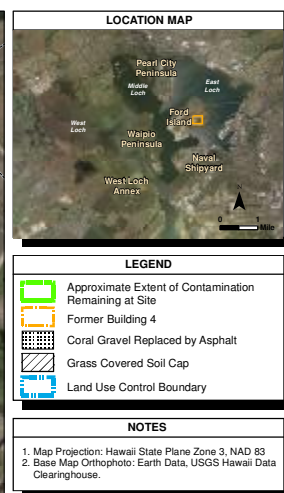 LOCATION MAP
Pearl City
Peninsula
Middle
Loch
East
Loch
Ford
Island
West
Loch
Waipio
Peninsula
Naval
Shipyard
West Loch
Annex
0 1
Mile
LEGEND
Approximate Extent of Contamination
Remaining at Site
Former Building 4
Coral Gravel Replaced by Asphalt
Grass Covered Soil Cap
Land Use Control Boundary
NOTES
1. Map Projection: Hawaii State Plane Zone 3, NAD 83
2. Base Map Orthophoto: Earth Data, USGS Hawaii Data
Clearinghouse.